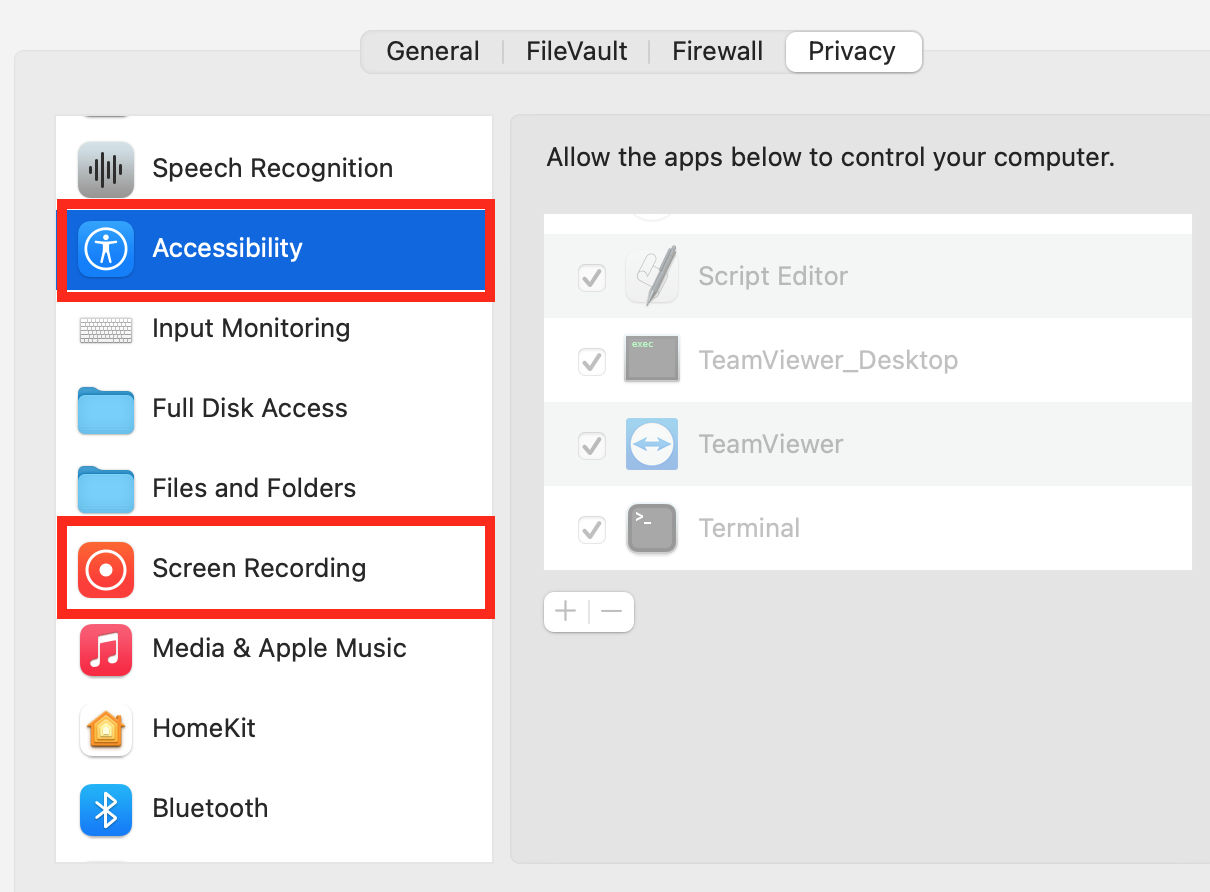 General
FileVault
Firewall
Privacy
Speech Recognition
Accessibility
Input Monitoring
Full Disk Access
Files and Folders
Screen Recording
Media & Apple Music
HomeKit
Bluetooth
Allow the apps below to control your computer.
Script Editor
exec
TeamViewer_Desktop
TeamViewer
>_
Terminal